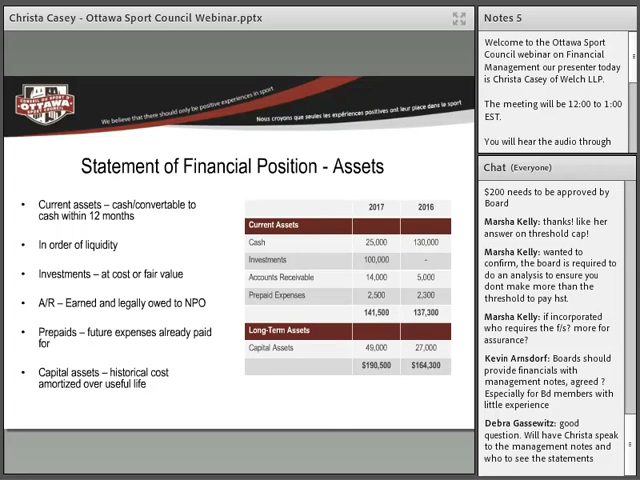 Christa Casey - Ottawa Sport Council Webinar.pptx
COUNCIL OF SPORT
OTTAWA
We believe that there should only be positive experiences in sport
Nous croyons que seules les expériences positives ont leur place dans le sport
Statement of Financial Position - Assets
• Current assets – cash/convertable to
cash within 12 months
• In order of liquidity
• Investments – at cost or fair value
• A/R – Earned and legally owed to NPO
• Prepaids – future expenses already paid
for
• Capital assets – historical cost
amortized over useful life
2017 2016
Current Assets
Cash 25,000 130,000
Investments 100,000 -
Accounts Receivable 14,000 5,000
Prepaid Expenses 2,500 2,300
141,500 137,300
Long-Term Assets
Capital Assets 49,000 27,000
$190,500 $164,300
Notes 5
Welcome to the Ottawa Sport
Council webinar on Financial
Management our presenter today
is Christa Casey of Welch LLP.
The meeting will be 12:00 to 1:00
EST.
You will hear the audio through
Chat (Everyone)
$200 needs to be approved by
Board
Marsha Kelly: thanks! like her
answer on threshold cap!
Marsha Kelly: wanted to
confirm, the board is required to
do an analysis to ensure you
dont make more than the
threshold to pay hst.
Marsha Kelly: if incorporated
who requires the f/s? more for
assurance?
Kevin Arnsdorf: Boards should
provide financials with
management notes, agreed ?
Especially for Bd members with
little experience
Debra Gassewitz: good
question. Will have Christa speak
to the management notes and
who to see the statements